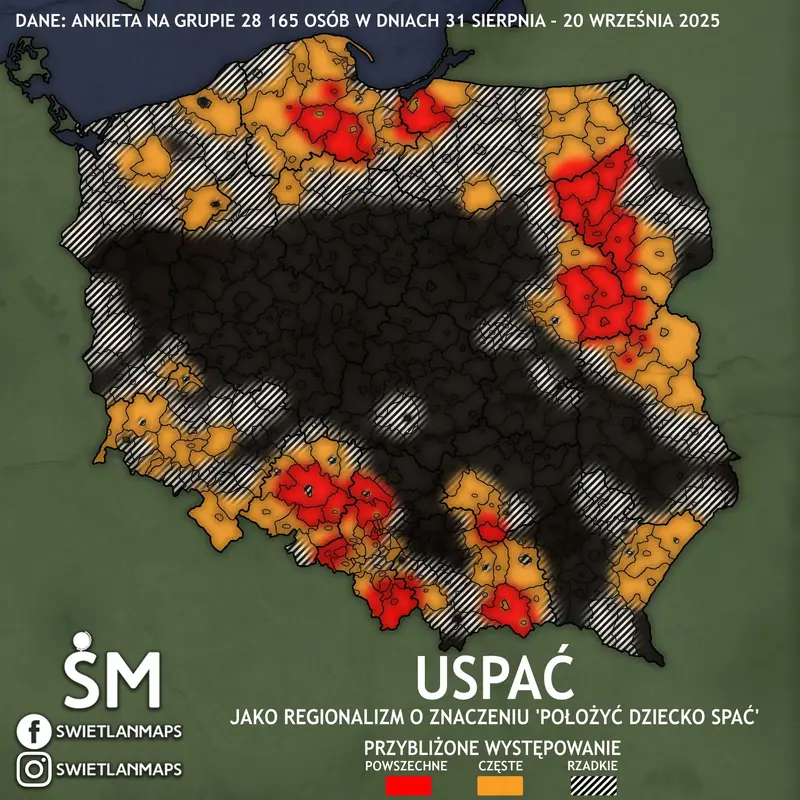 DANE: ANKIETA NA GRUPIE 28 165 OSÓB W DNIACH 31 SIERPNIA - 20 WRZEŚNIA 2025
ŚM
SWIETLANMAPS
SWIETLANMAPS
USPAĆ
JAKO REGIONALIZM O ZNACZENIU 'POŁOŻYĆ DZIECKO SPAĆ'
PRZYBLIŻONE WYSTĘPOWANIE
POWSZECHNE CZĘSTE RZADKIE